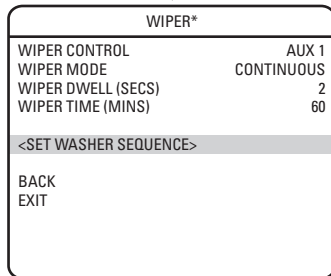 WIPER*
WIPER CONTROL AUX 1
WIPER MODE CONTINUOUS
WIPER DWELL (SECS) 2
WIPER TIME (MINS) 60
<SET WASHER SEQUENCE>
BACK
EXIT